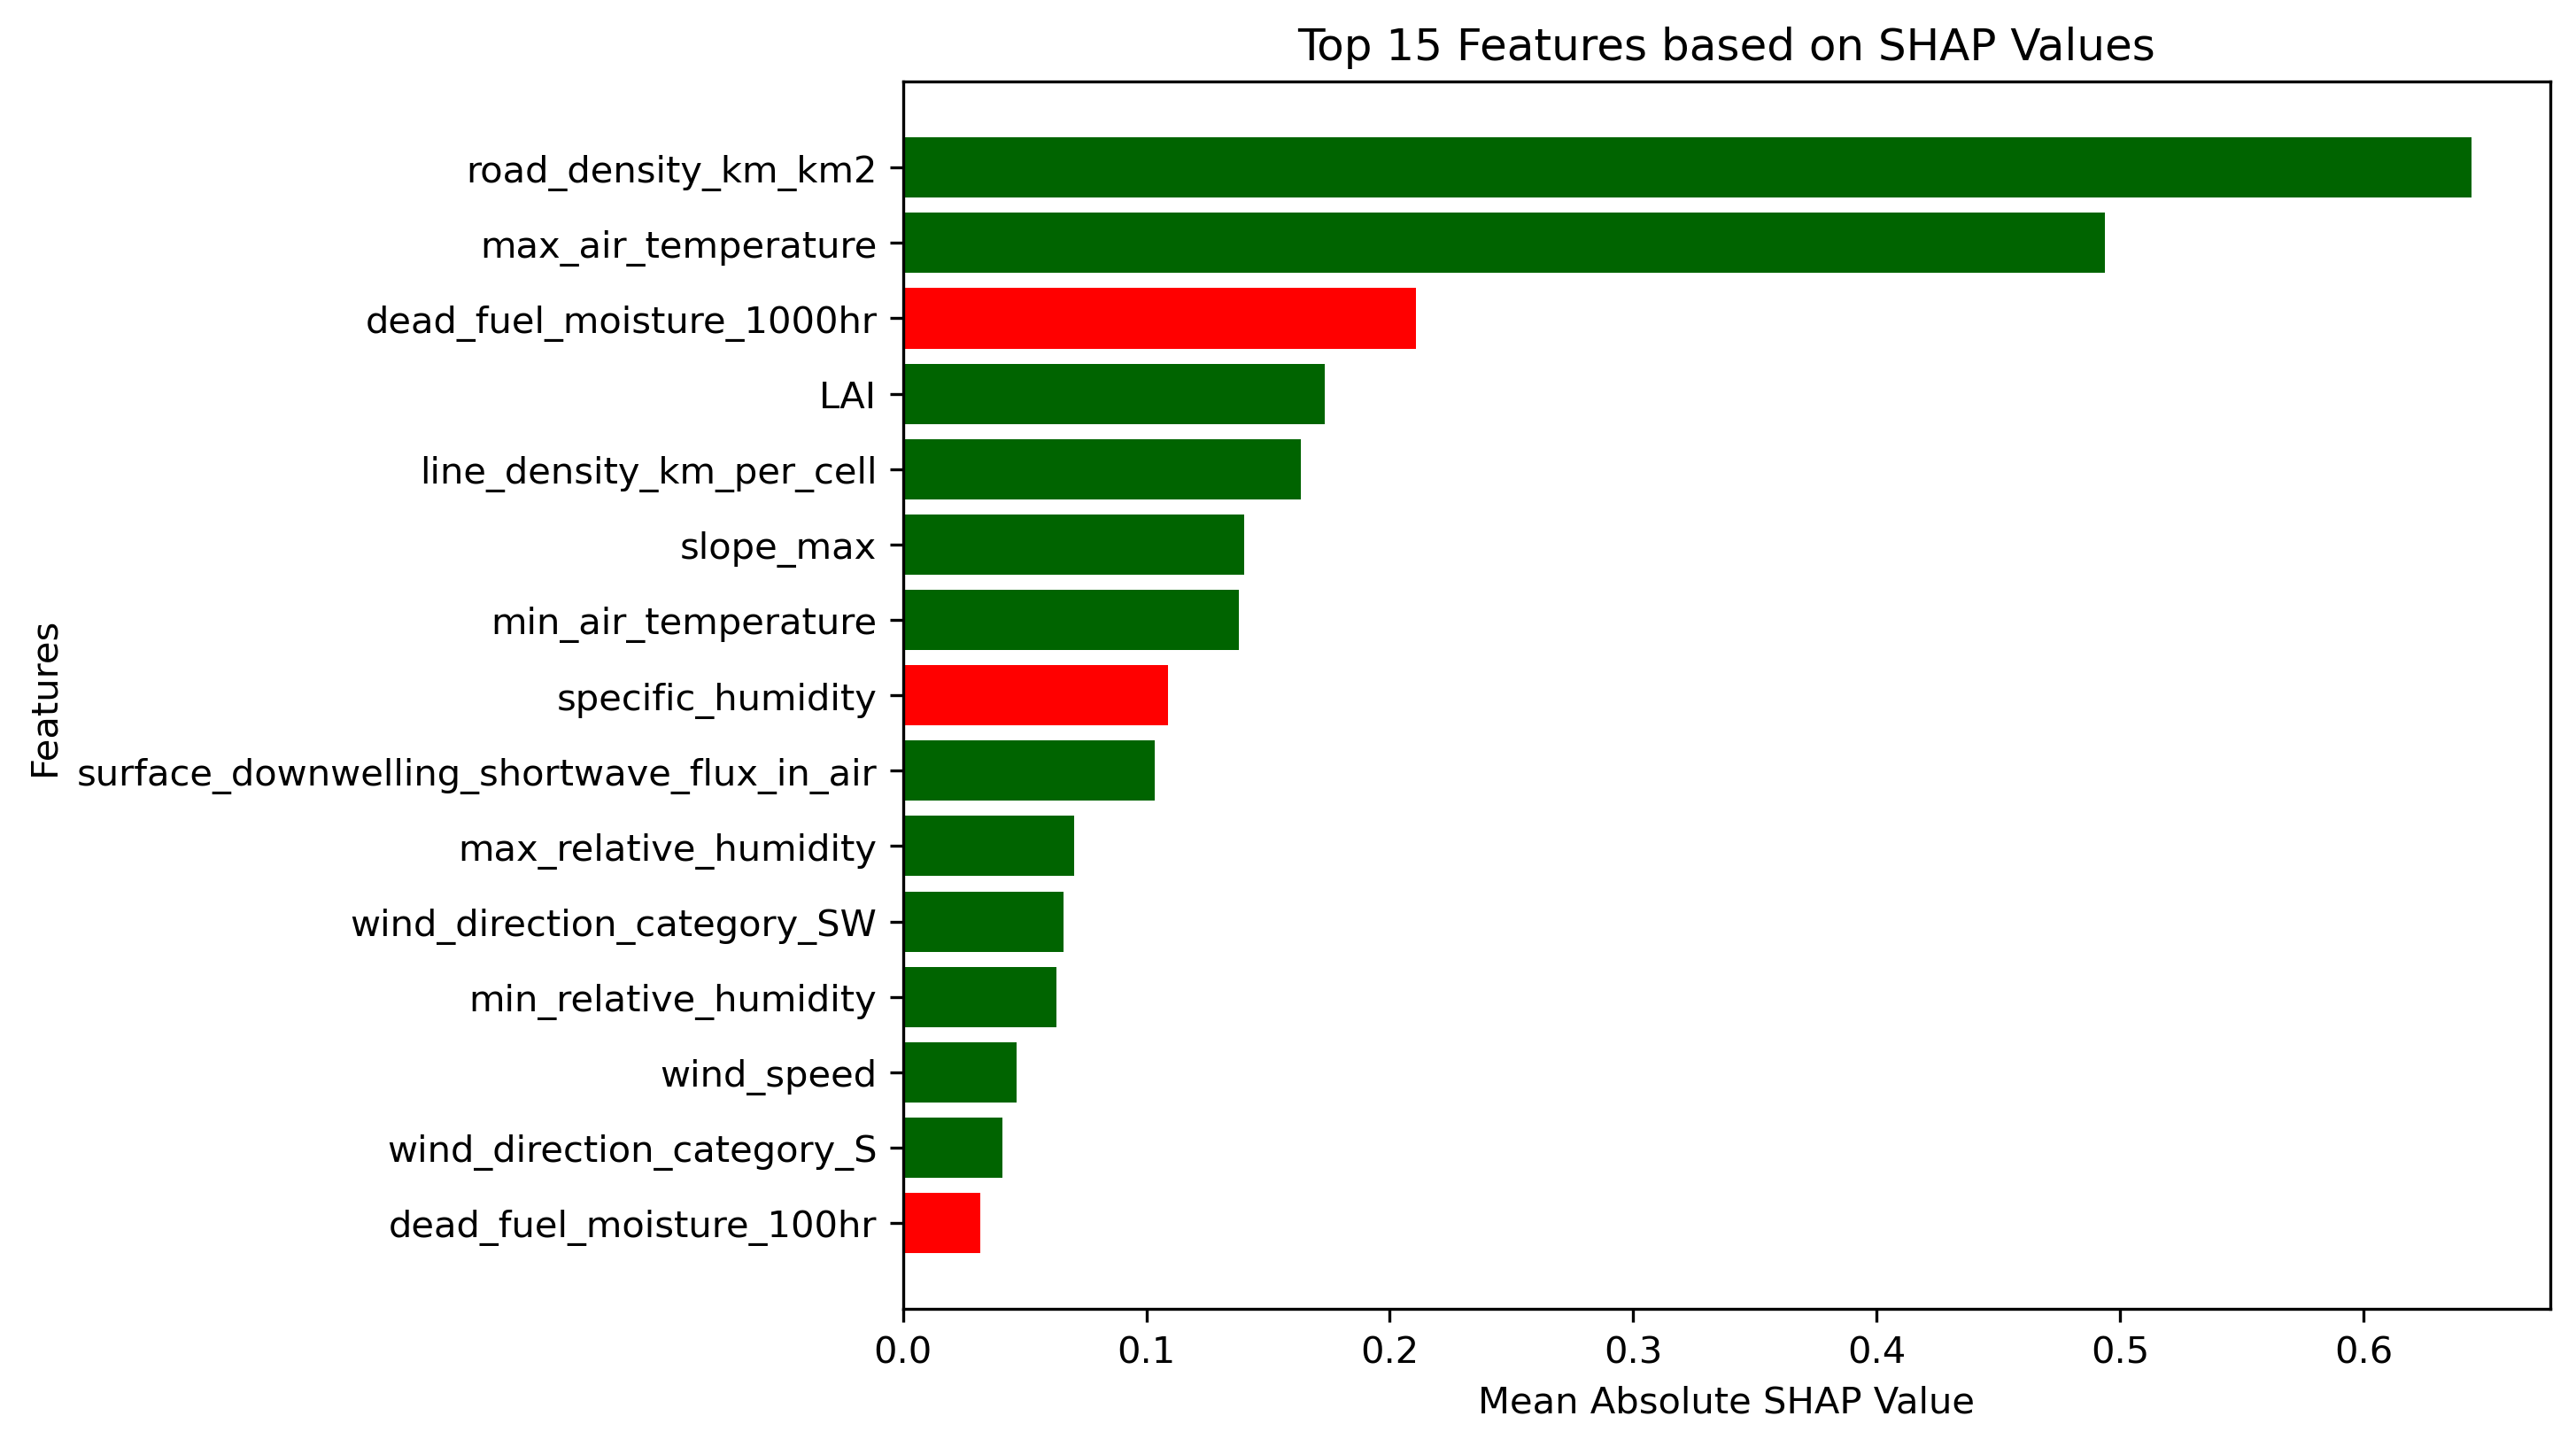 Top 15 Features based on SHAP Values
Features
road_density_km_km2
max_air_temperature
dead_fuel_moisture_1000hr
LAI
line_density_km_per_cell
slope_max
min_air_temperature
specific_humidity
surface_downwelling_shortwave_flux_in_air
max_relative_humidity
wind_direction_category_SW
min_relative_humidity
wind_speed
wind_direction_category_S
dead_fuel_moisture_100hr
0.0 0.1 0.2 0.3 0.4 0.5 0.6
Mean Absolute SHAP Value